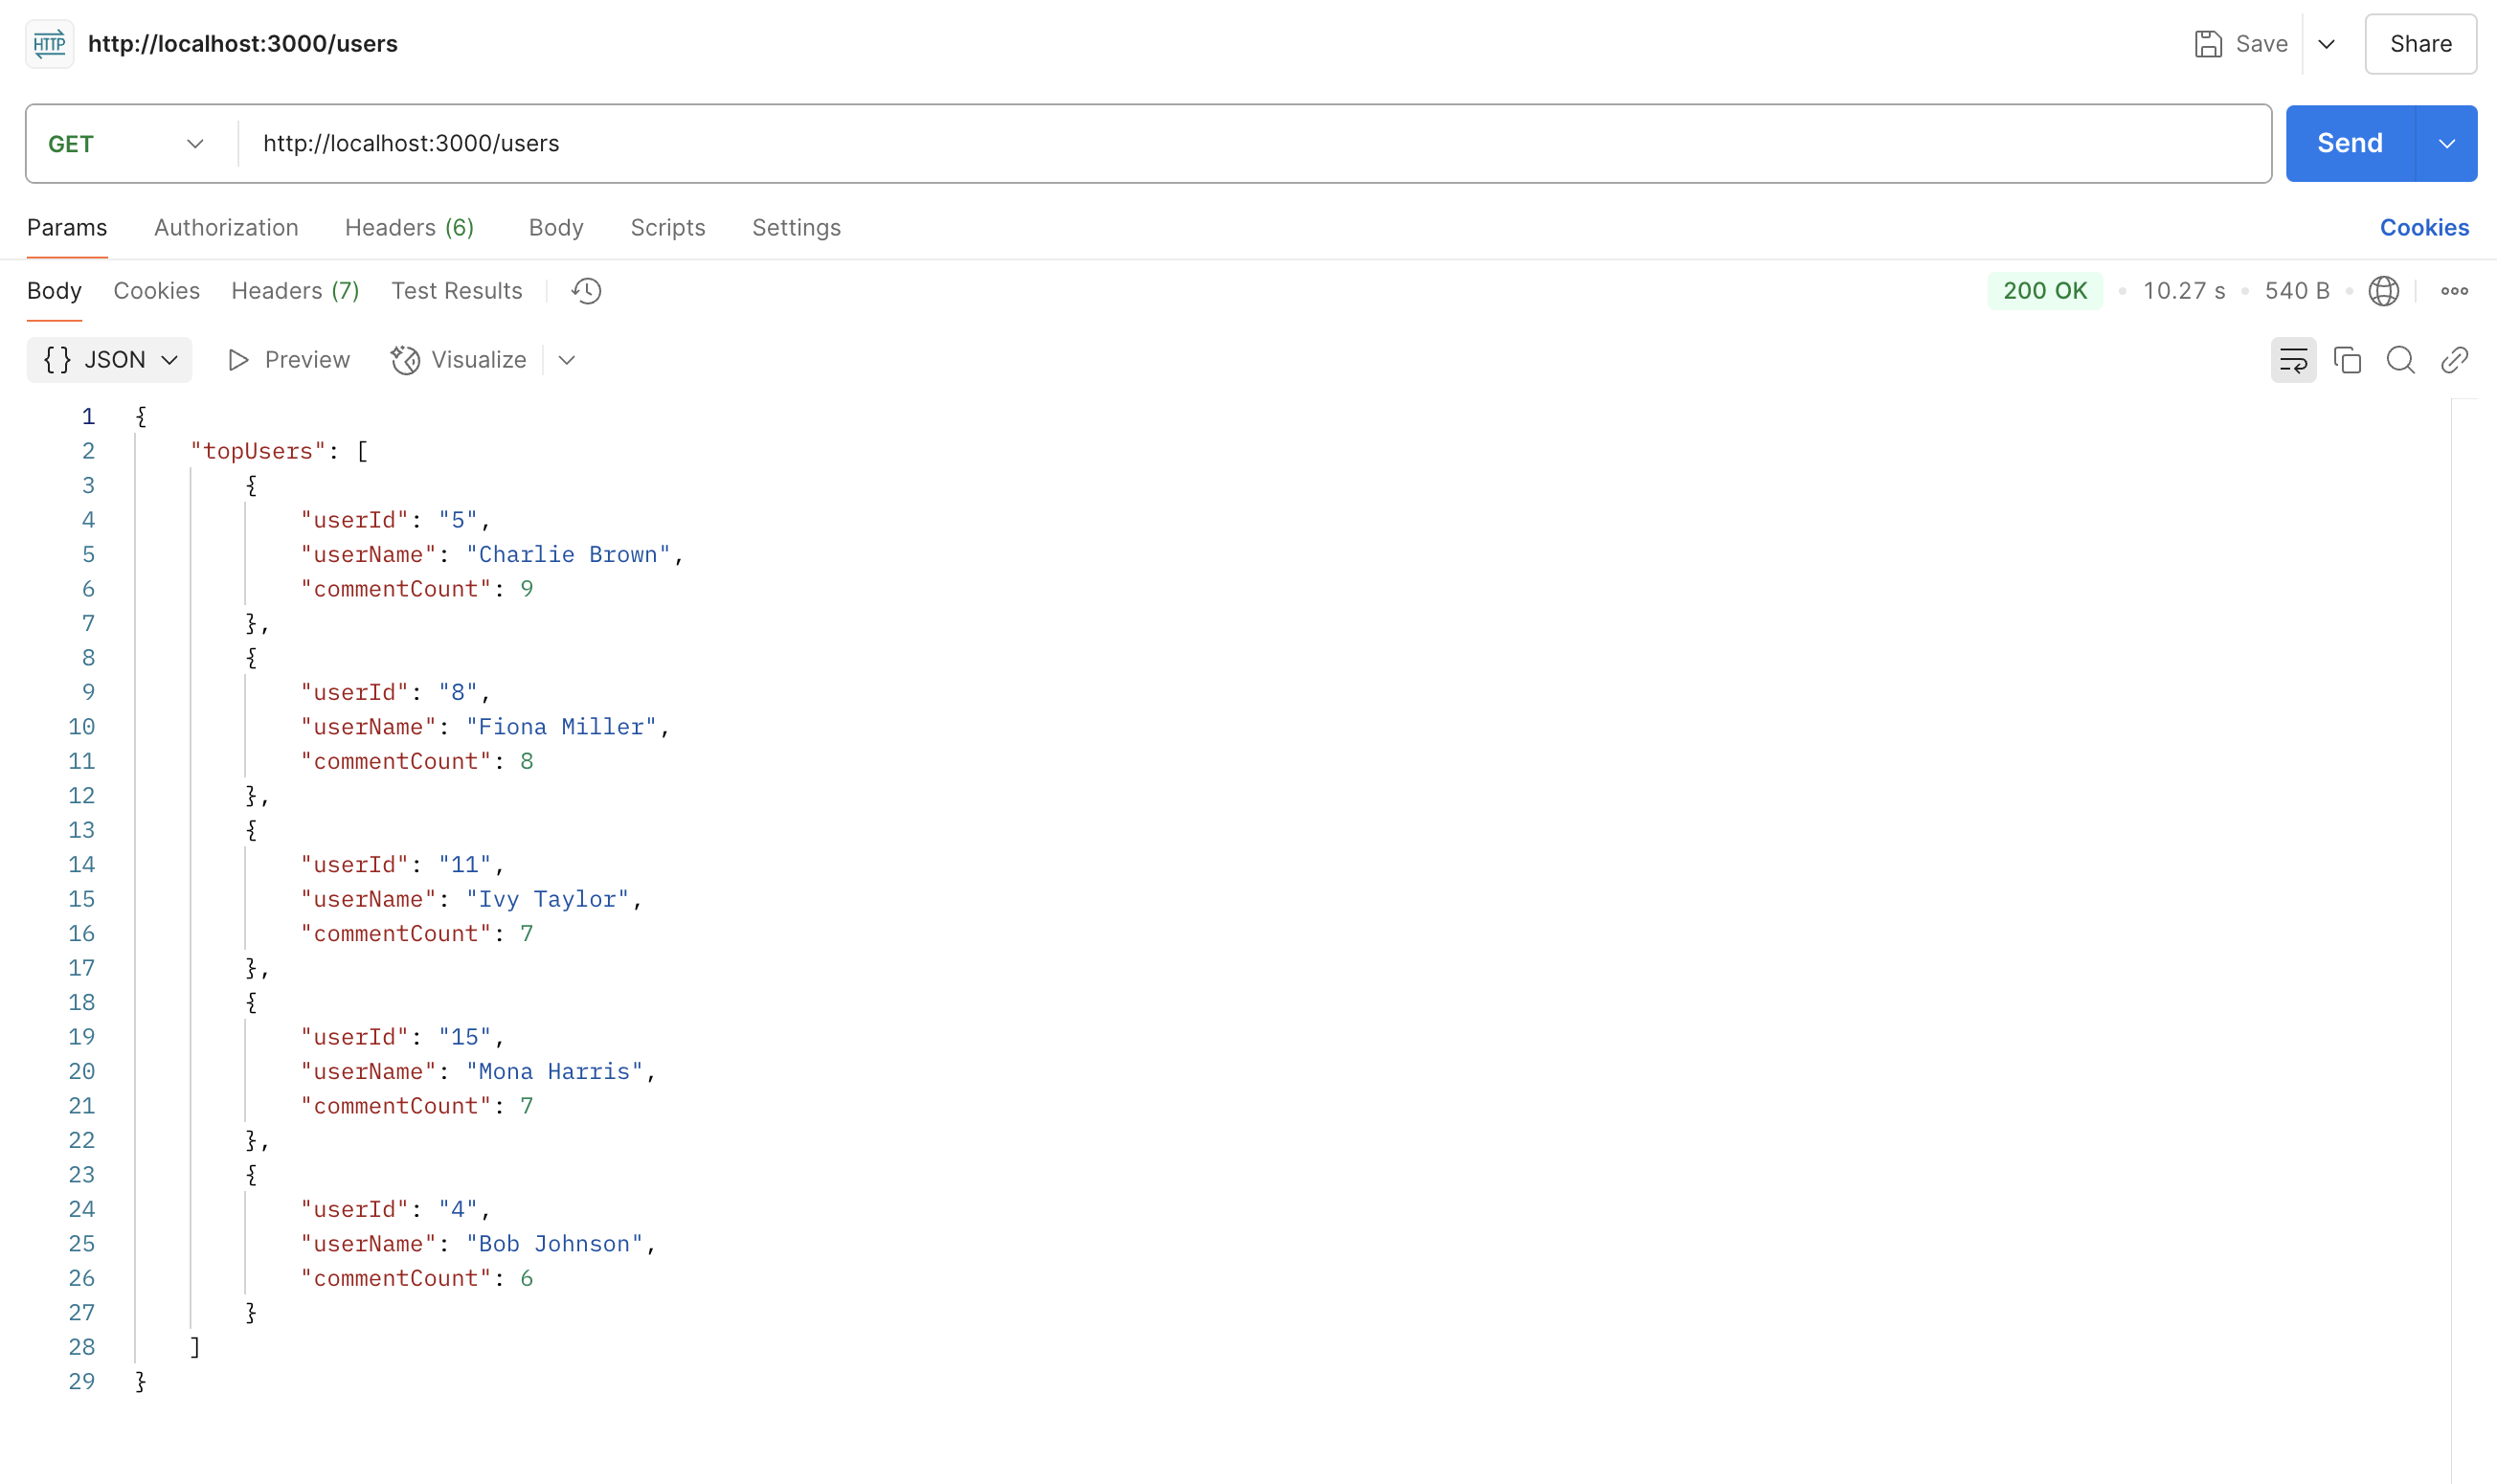 HTTP http://localhost:3000/users Save Share
GET http://localhost:3000/users Send
Params Authorization Headers (6) Body Scripts Settings Cookies
Body Cookies Headers (7) Test Results 200 OK 10.27 s 540 B
{} JSON Preview Visualize
1 {
2 "topUsers": [
3 {
4 "userId": "5",
5 "userName": "Charlie Brown",
6 "commentCount": 9
7 },
8 {
9 "userId": "8",
10 "userName": "Fiona Miller",
11 "commentCount": 8
12 },
13 {
14 "userId": "11",
15 "userName": "Ivy Taylor",
16 "commentCount": 7
17 },
18 {
19 "userId": "15",
20 "userName": "Mona Harris",
21 "commentCount": 7
22 },
23 {
24 "userId": "4",
25 "userName": "Bob Johnson",
26 "commentCount": 6
27 }
28 ]
29 }